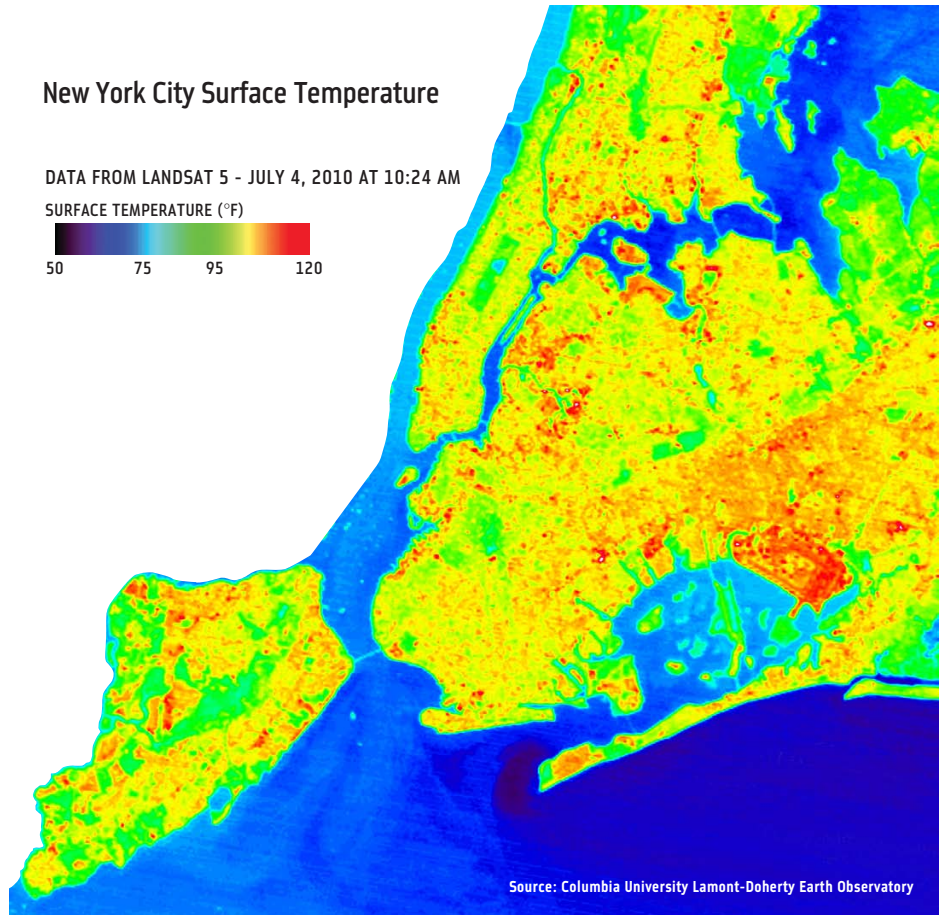 New York City Surface Temperature
DATA FROM LANDSAT 5 - JULY 4, 2010 AT 10:24 AM
SURFACE TEMPERATURE (°F)
50 75 95 120
Source: Columbia University Lamont-Doherty Earth Observatory